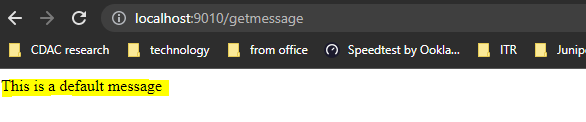 localhost:9010/getmessage
CDAC research technology from office Speedtest by Ookla... ITR Junip
This is a default message